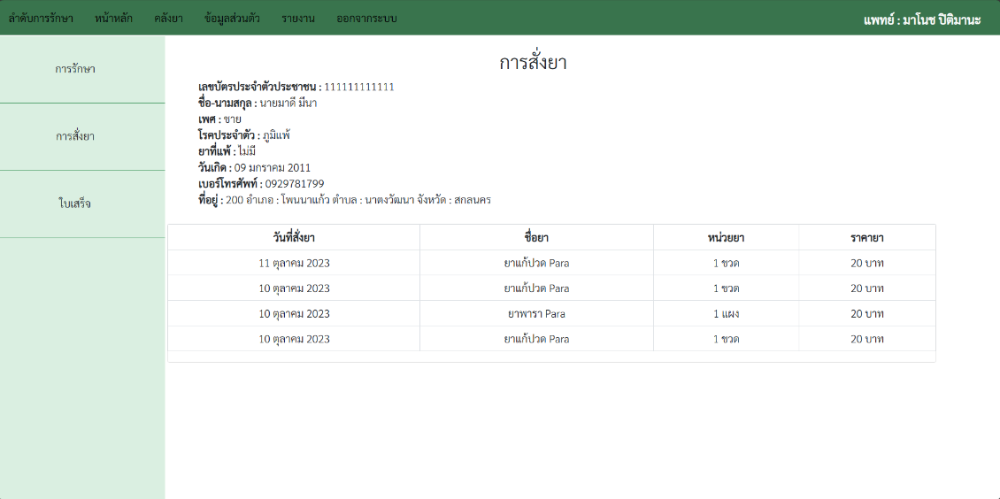 ลำดับการรักษา หน้าหลัก คลังยา ข้อมูลส่วนตัว รายงาน ออกจากระบบ แพทย์ : มาโนช ปิติมานะ
การรักษา
การสั่งยา
ใบเสร็จ
การสั่งยา
เลขบัตรประจำตัวประชาชน : 111111111111
ชื่อ-นามสกุล : นายมาดี มีนา
เพศ : ชาย
โรคประจำตัว : ภูมิแพ้
ยาที่แพ้ : ไม่มี
วันเกิด : 09 มกราคม 2011
เบอร์โทรศัพท์ : 0929781799
ที่อยู่ : 200 อำเภอ : โพนนาแก้ว ตำบล : นาตงวัฒนา จังหวัด : สกลนคร
วันที่สั่งยา ชื่อยา หน่วยยา ราคายา
11 ตุลาคม 2023 ยาแก้ปวด Para 1 ขวด 20 บาท
10 ตุลาคม 2023 ยาแก้ปวด Para 1 ขวด 20 บาท
10 ตุลาคม 2023 ยาพารา Para 1 แผง 20 บาท
10 ตุลาคม 2023 ยาแก้ปวด Para 1 ขวด 20 บาท